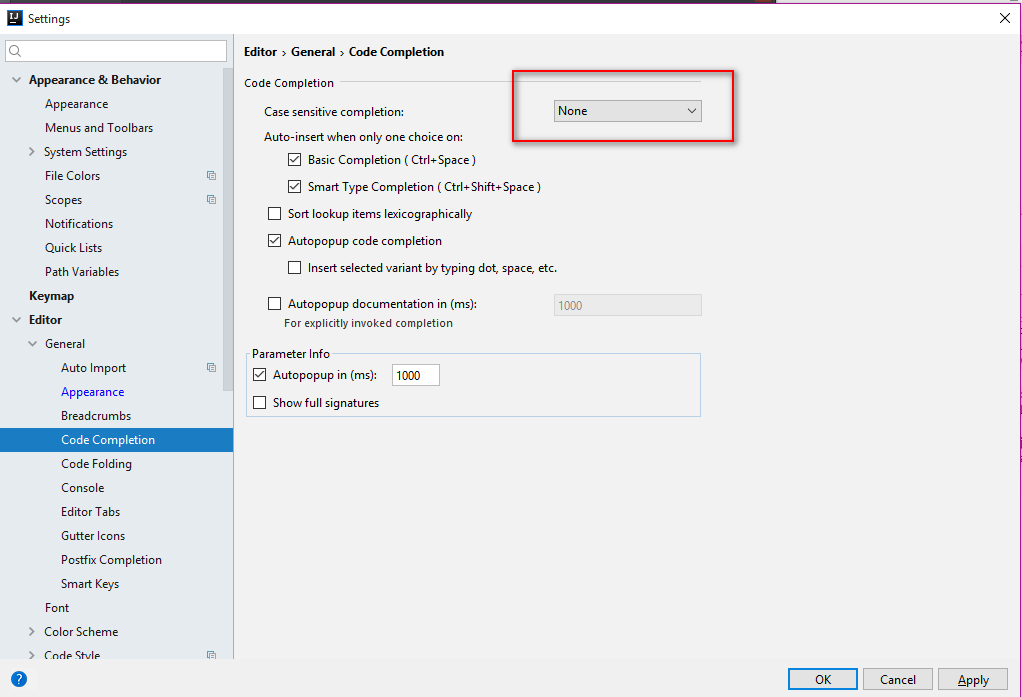 IJ Settings
Appearance & Behavior
Appearance
Menus and Toolbars
System Settings
File Colors
Scopes
Notifications
Quick Lists
Path Variables
Keymap
Editor
General
Auto Import
Appearance
Breadcrumbs
Code Completion
Code Folding
Console
Editor Tabs
Gutter Icons
Postfix Completion
Smart Keys
Font
Color Scheme
Code Style
?
Editor › General › Code Completion
Code Completion
Case sensitive completion: None
Auto-insert when only one choice on:
Basic Completion ( Ctrl+Space )
Smart Type Completion ( Ctrl+Shift+Space )
Sort lookup items lexicographically
Autopopup code completion
Insert selected variant by typing dot, space, etc.
Autopopup documentation in (ms): 1000
For explicitly invoked completion
Parameter Info
Autopopup in (ms): 1000
Show full signatures
OK Cancel Apply